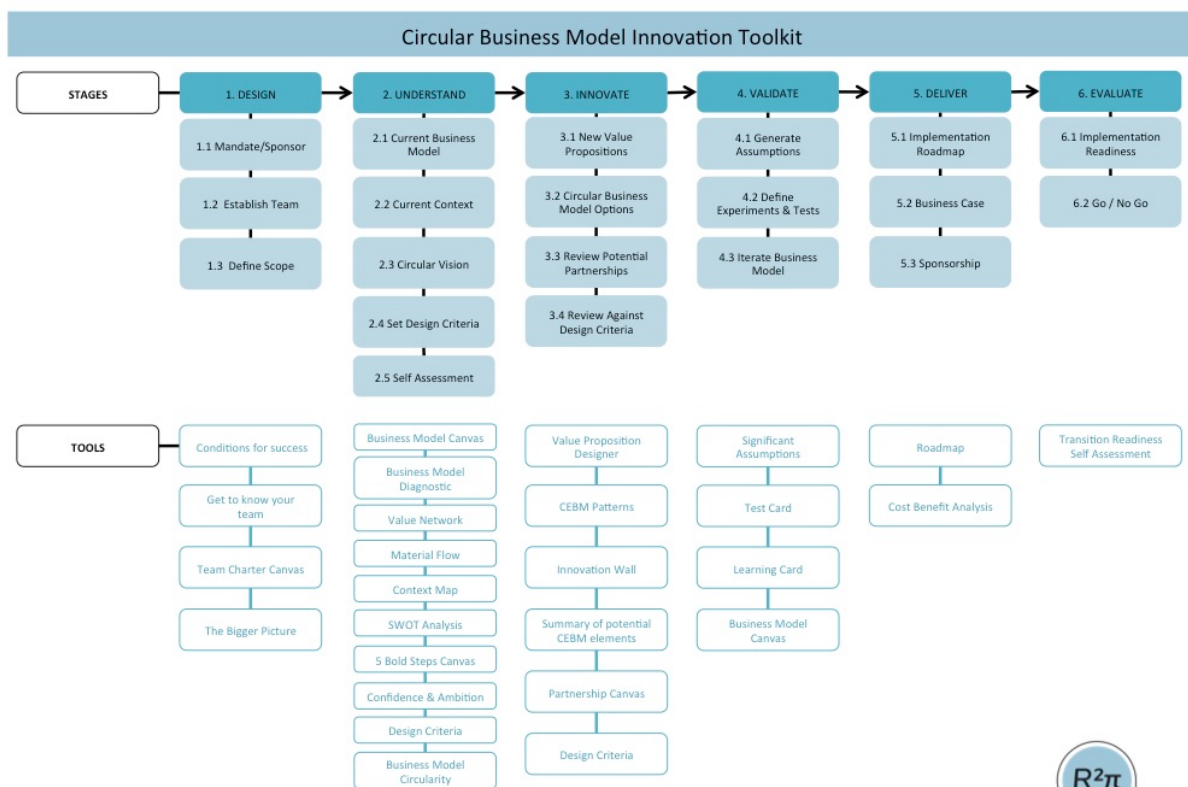 Circular Business Model Innovation Toolkit
STAGES
1. DESIGN
2. UNDERSTAND
3. INNOVATE
4. VALIDATE
5. DELIVER
6. EVALUATE
1.1 Mandate/Sponsor
1.2 Establish Team
1.3 Define Scope
2.1 Current Business
Model
2.2 Current Context
2.3 Circular Vision
2.4 Set Design Criteria
2.5 Self Assessment
3.1 New Value
Propositions
3.2 Circular Business
Model Options
3.3 Review Potential
Partnerships
3.4 Review Against
Design Criteria
4.1 Generate
Assumptions
4.2 Define
Experiments & Tests
4.3 Iterate Business
Model
5.1 Implementation
Roadmap
5.2 Business Case
5.3 Sponsorship
6.1 Implementation
Readiness
6.2 Go / No Go
TOOLS
Conditions for success
Get to know your
team
Team Charter Canvas
The Bigger Picture
Business Model Canvas
Business Model
Diagnostic
Value Network
Material Flow
Context Map
SWOT Analysis
5 Bold Steps Canvas
Confidence & Ambition
Design Criteria
Business Model
Circularity
Value Proposition
Designer
CEBM Patterns
Innovation Wall
Summary of potential
CEBM elements
Partnership Canvas
Design Criteria
Significant
Assumptions
Test Card
Learning Card
Business Model
Canvas
Roadmap
Cost Benefit Analysis
Transition Readiness
Self Assessment
R²π